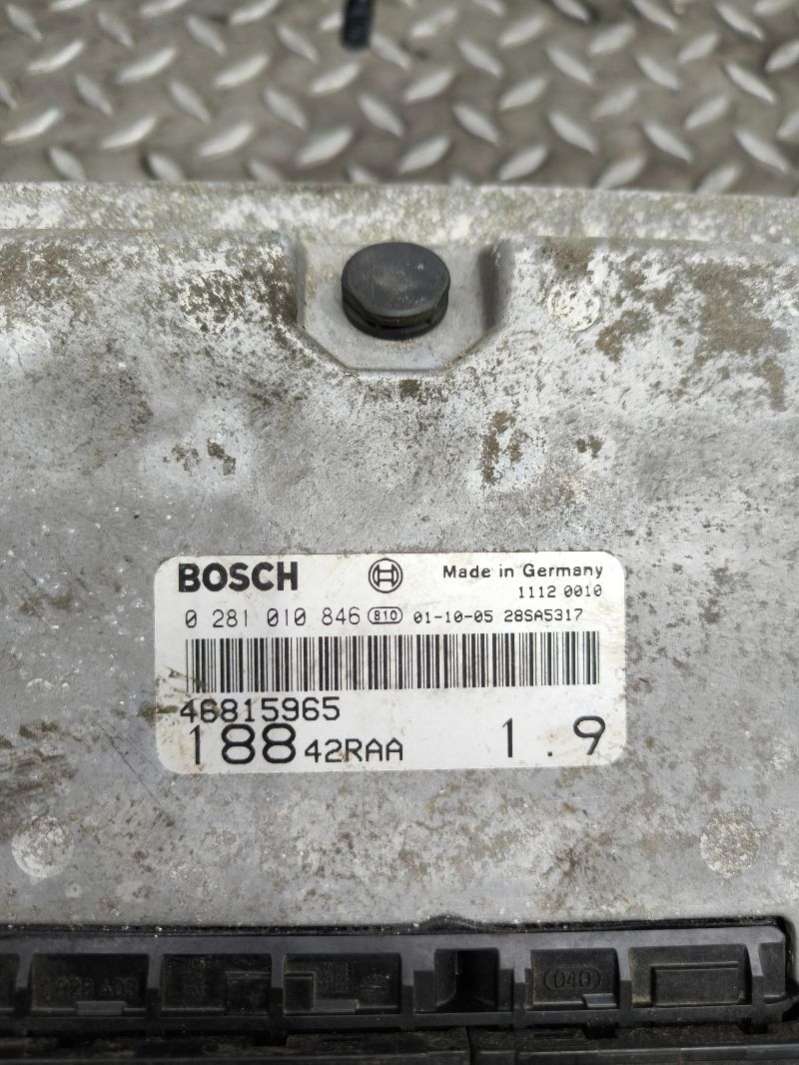 BOSCH Made in Germany
1112 0010
0 281 010 846 810 01-10-05 28SA5317
46815965
188 42RAA 1.9
(040)